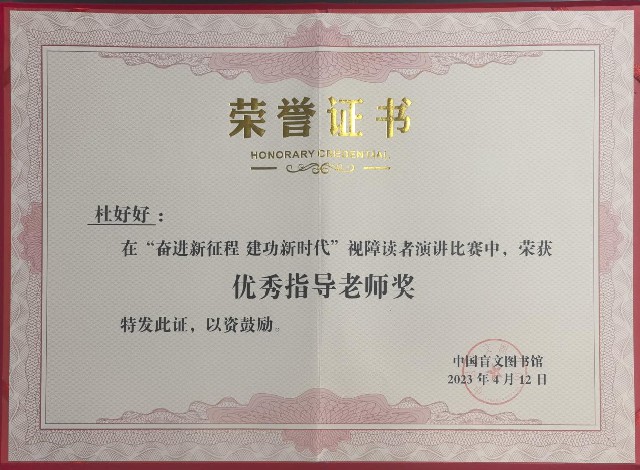 荣誉证书
HONORARY CREDENTIAL
杜好好：
在“奋进新征程 建功新时代”视障读者演讲比赛中，荣获
优秀指导老师奖
特发此证，以资鼓励。
中国盲文图书馆
2023 年 4 月 12 日